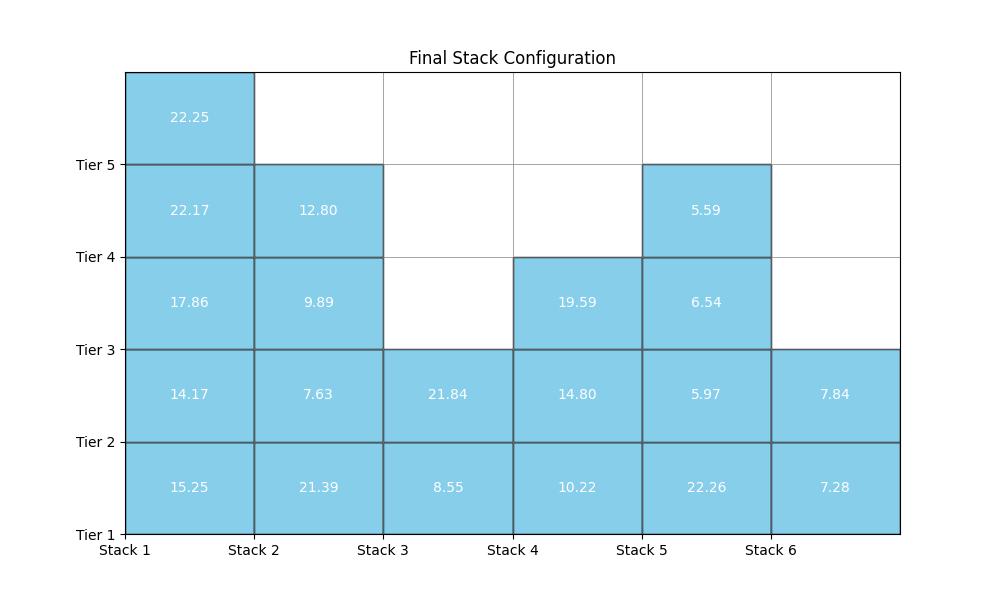 Final Stack Configuration
22.25
Tier 5
22.17 12.80 5.59
Tier 4
17.86 9.89 19.59 6.54
Tier 3
14.17 7.63 21.84 14.80 5.97 7.84
Tier 2
15.25 21.39 8.55 10.22 22.26 7.28
Tier 1
Stack 1 Stack 2 Stack 3 Stack 4 Stack 5 Stack 6